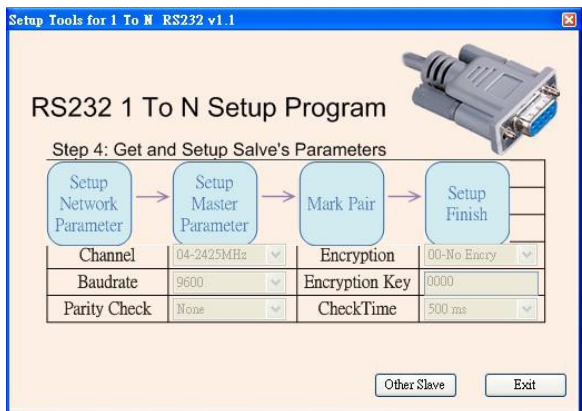 Setup Tools for 1 To N RS232 v1.1
RS232 1 To N Setup Program
Step 4: Get and Setup Salve's Parameters
Setup Network Parameter
Setup Master Parameter
Mark Pair
Setup Finish
Channel 04-2425MHz Encryption 00-No Encry
Baudrate 9600 Encryption Key 0000
Parity Check None CheckTime 500 ms
Other Slave Exit